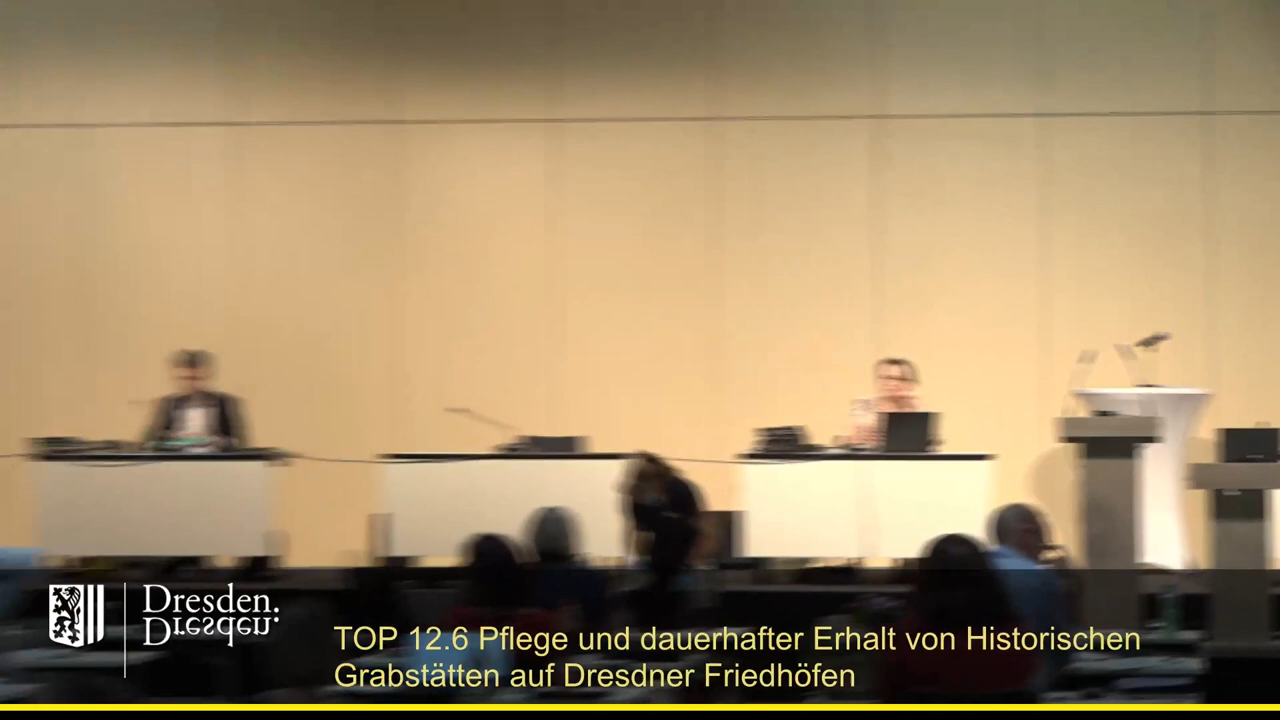 Dresden.
Dresden.
TOP 12.6 Pflege und dauerhafter Erhalt von Historischen
Grabstätten auf Dresdner Friedhöfen